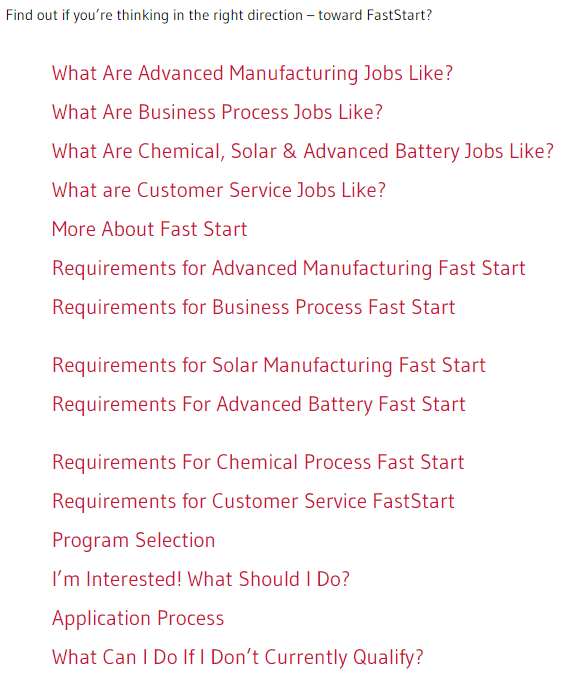 Find out if you’re thinking in the right direction – toward FastStart?
What Are Advanced Manufacturing Jobs Like?
What Are Business Process Jobs Like?
What Are Chemical, Solar & Advanced Battery Jobs Like?
What are Customer Service Jobs Like?
More About Fast Start
Requirements for Advanced Manufacturing Fast Start
Requirements for Business Process Fast Start
Requirements for Solar Manufacturing Fast Start
Requirements For Advanced Battery Fast Start
Requirements For Chemical Process Fast Start
Requirements for Customer Service FastStart
Program Selection
I’m Interested! What Should I Do?
Application Process
What Can I Do If I Don’t Currently Qualify?